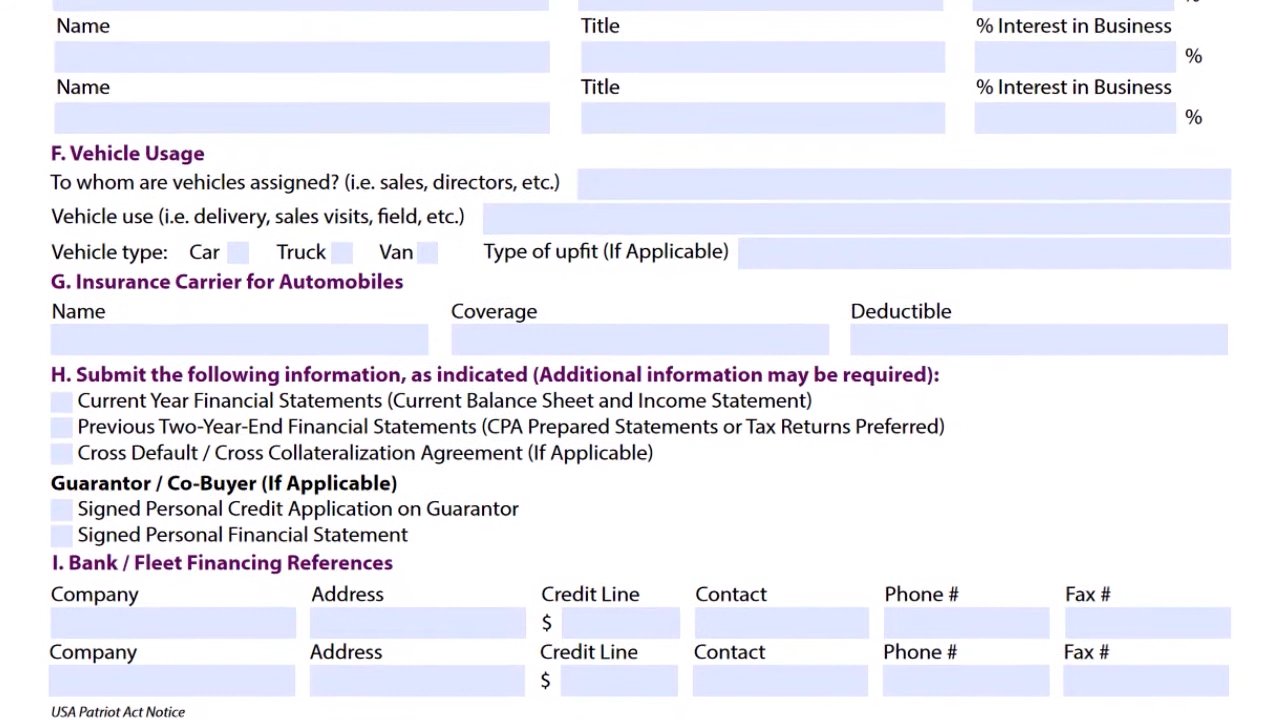 %
Name Title % Interest in Business
%
Name Title % Interest in Business
%
F. Vehicle Usage
To whom are vehicles assigned? (i.e. sales, directors, etc.)
Vehicle use (i.e. delivery, sales visits, field, etc.)
Vehicle type: Car Truck Van Type of upfit (If Applicable)
G. Insurance Carrier for Automobiles
Name Coverage Deductible
H. Submit the following information, as indicated (Additional information may be required):
Current Year Financial Statements (Current Balance Sheet and Income Statement)
Previous Two-Year-End Financial Statements (CPA Prepared Statements or Tax Returns Preferred)
Cross Default / Cross Collateralization Agreement (If Applicable)
Guarantor / Co-Buyer (If Applicable)
Signed Personal Credit Application on Guarantor
Signed Personal Financial Statement
I. Bank / Fleet Financing References
Company Address Credit Line Contact Phone # Fax #
$
Company Address Credit Line Contact Phone # Fax #
$
USA Patriot Act Notice